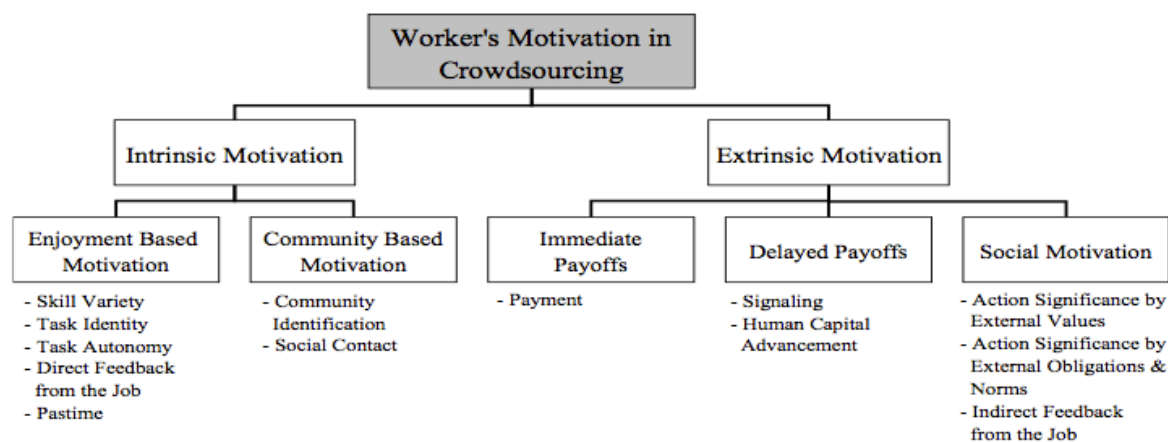 Worker's Motivation in
Crowdsourcing
Intrinsic Motivation
Extrinsic Motivation
Enjoyment Based
Motivation
- Skill Variety
- Task Identity
- Task Autonomy
- Direct Feedback
from the Job
- Pastime
Community Based
Motivation
- Community
Identification
- Social Contact
Immediate
Payoffs
- Payment
Delayed Payoffs
- Signaling
- Human Capital
Advancement
Social Motivation
- Action Significance by
External Values
- Action Significance by
External Obligations &
Norms
- Indirect Feedback
from the Job